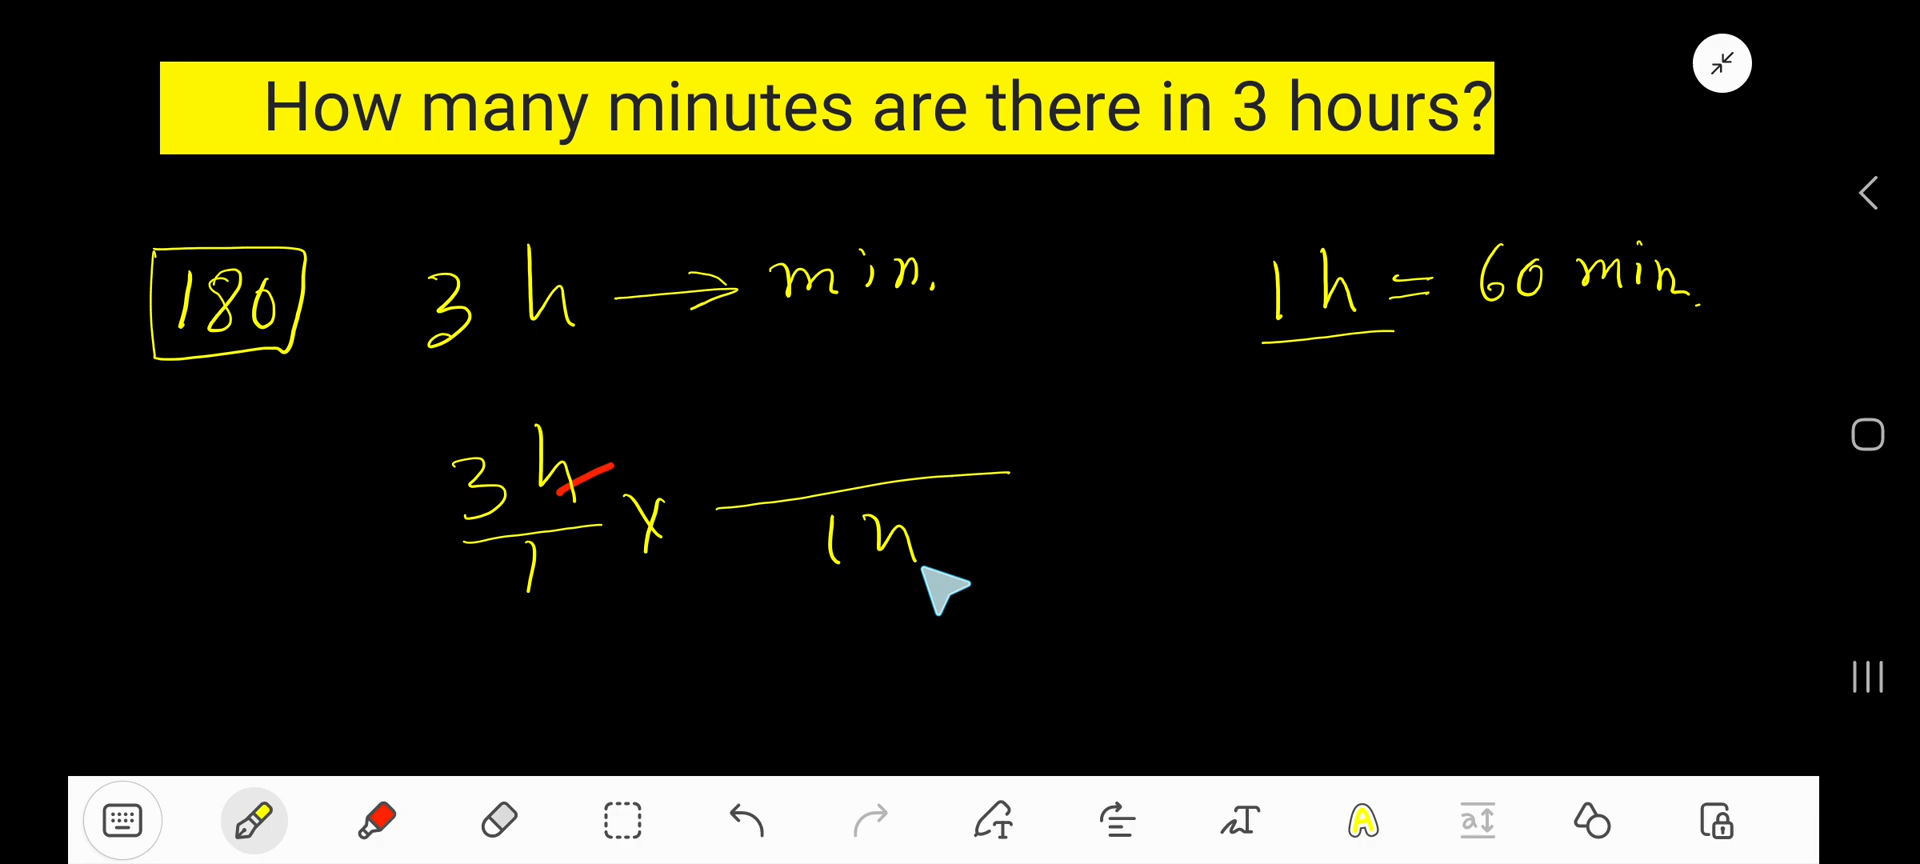 How many minutes are there in 3 hours?
180 3 h → min. 1 h = 60 min.
3 h ×
1 1 h